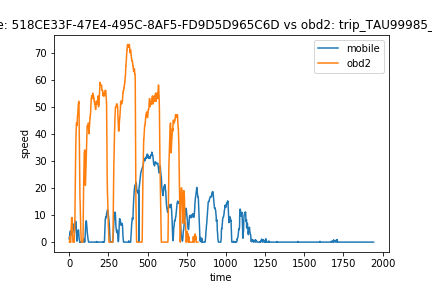 e: 518CE33F-47E4-495C-8AF5-FD9D5D965C6D vs obd2: trip_TAU99985_
mobile
obd2
speed
70
60
50
40
30
20
10
0
0 250 500 750 1000 1250 1500 1750 2000
time